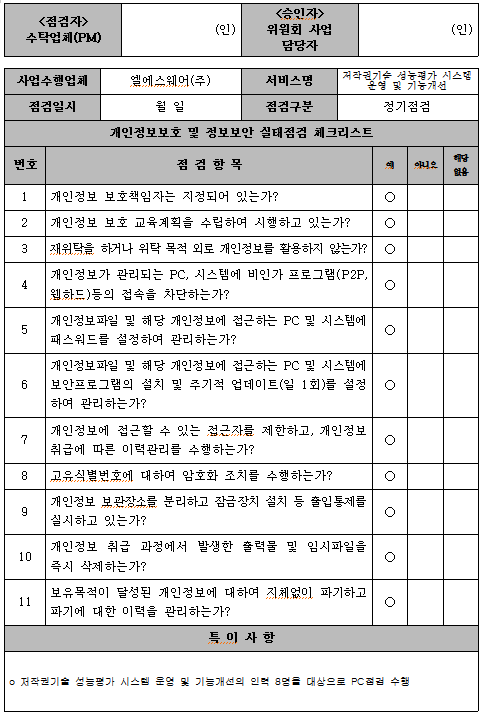 <점검자>
수탁업체(PM)
(인)
<승인자>
위원회 사업
담당자
(인)
사업수행업체
엘에스웨어(주)
서비스명
저작권기술 성능평가 시스템
운영 및 기능개선
점검일시
월 일
점검구분
정기점검
개인정보보호 및 정보보안 실태점검 체크리스트
번호
점 검 항 목
예
아니요
해당
없음
1 개인정보 보호책임자는 지정되어 있는가? ○
2 개인정보 보호 교육계획을 수립하여 시행하고 있는가? ○
3 재위탁을 하거나 위탁 목적 외로 개인정보를 활용하지 않는가? ○
4 개인정보가 관리되는 PC, 시스템에 비인가 프로그램(P2P,
웹하드)등의 접속을 차단하는가? ○
5 개인정보파일 및 해당 개인정보에 접근하는 PC 및 시스템에
패스워드를 설정하여 관리하는가? ○
6 개인정보파일 및 해당 개인정보에 접근하는 PC 및 시스템에
보안프로그램의 설치 및 주기적 업데이트(일 1회)를 설정
하여 관리하는가? ○
7 개인정보에 접근할 수 있는 접근자를 제한하고, 개인정보
취급에 따른 이력관리를 수행하는가? ○
8 고유식별번호에 대하여 암호화 조치를 수행하는가? ○
9 개인정보 보관장소를 분리하고 잠금장치 설치 등 출입통제를
실시하고 있는가? ○
10 개인정보 취급 과정에서 발생한 출력물 및 임시파일을
즉시 삭제하는가? ○
11 보유목적이 달성된 개인정보에 대하여 지체없이 파기하고
파기에 대한 이력을 관리하는가? ○
특 이 사 항
o 저작권기술 성능평가 시스템 운영 및 기능개선의 인력 8명을 대상으로 PC점검 수행